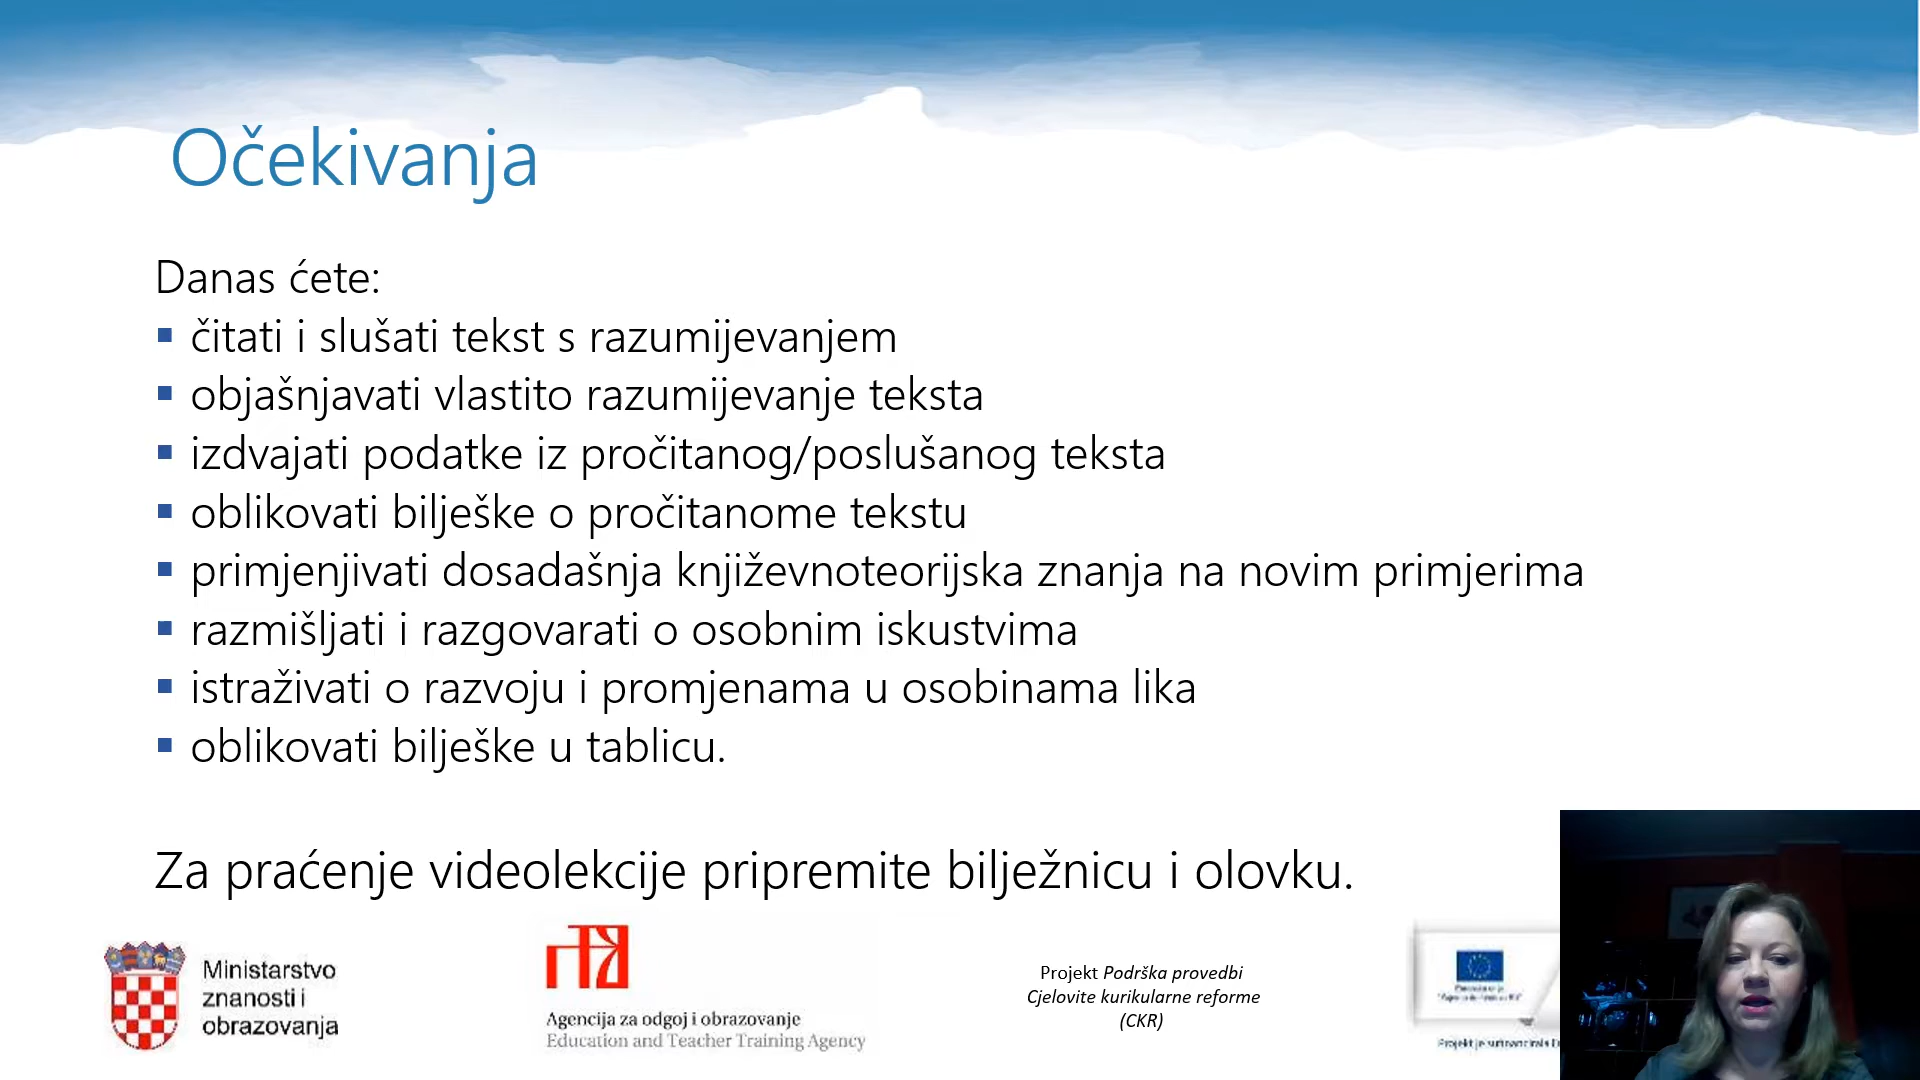 Očekivanja
Danas ćete:
▪ čitati i slušati tekst s razumijevanjem
▪ objašnjavati vlastito razumijevanje teksta
▪ izdvajati podatke iz pročitanog/poslušanog teksta
▪ oblikovati bilješke o pročitanome tekstu
▪ primjenjivati dosadašnja književnoteorijska znanja na novim primjerima
▪ razmišljati i razgovarati o osobnim iskustvima
▪ istraživati o razvoju i promjenama u osobinama lika
▪ oblikovati bilješke u tablicu.
Za praćenje videolekcije pripremite bilježnicu i olovku.
Ministarstvo
znanosti i
obrazovanja
Agencija za odgoj i obrazovanje
Education and Teacher Training Agency
Projekt Podrška provedbi
Cjelovite kurikularne reforme
(CKR)
Projekt je sufinancirala